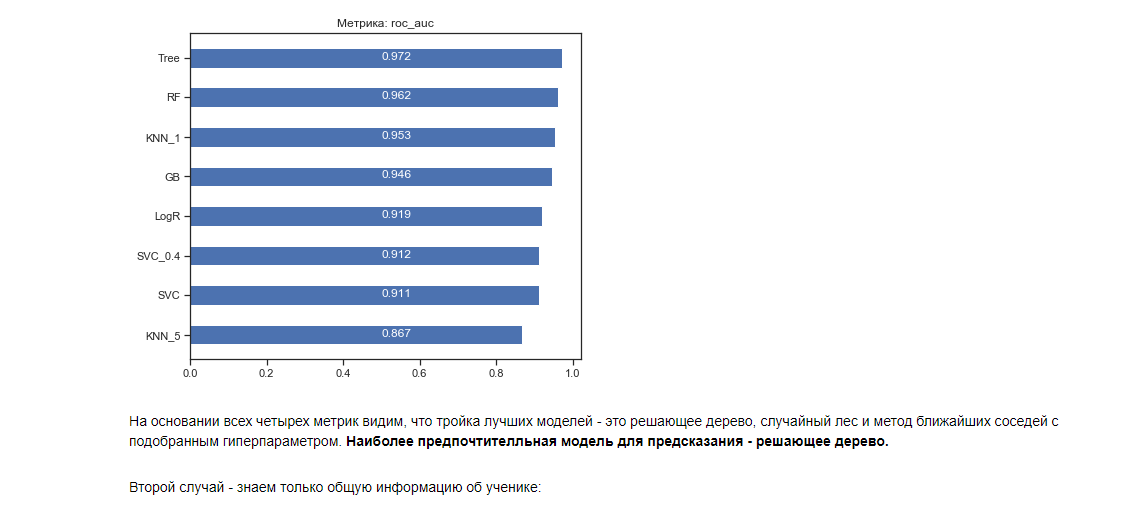 Метрика: roc_auc
Tree 0.972
RF 0.962
KNN_1 0.953
GB 0.946
LogR 0.919
SVC_0.4 0.912
SVC 0.911
KNN_5 0.867
0.0 0.2 0.4 0.6 0.8 1.0
На основании всех четырех метрик видим, что тройка лучших моделей - это решающее дерево, случайный лес и метод ближайших соседей с
подобранным гиперпараметром. Наиболее предпочтителльная модель для предсказания - решающее дерево.
Второй случай - знаем только общую информацию об ученике: